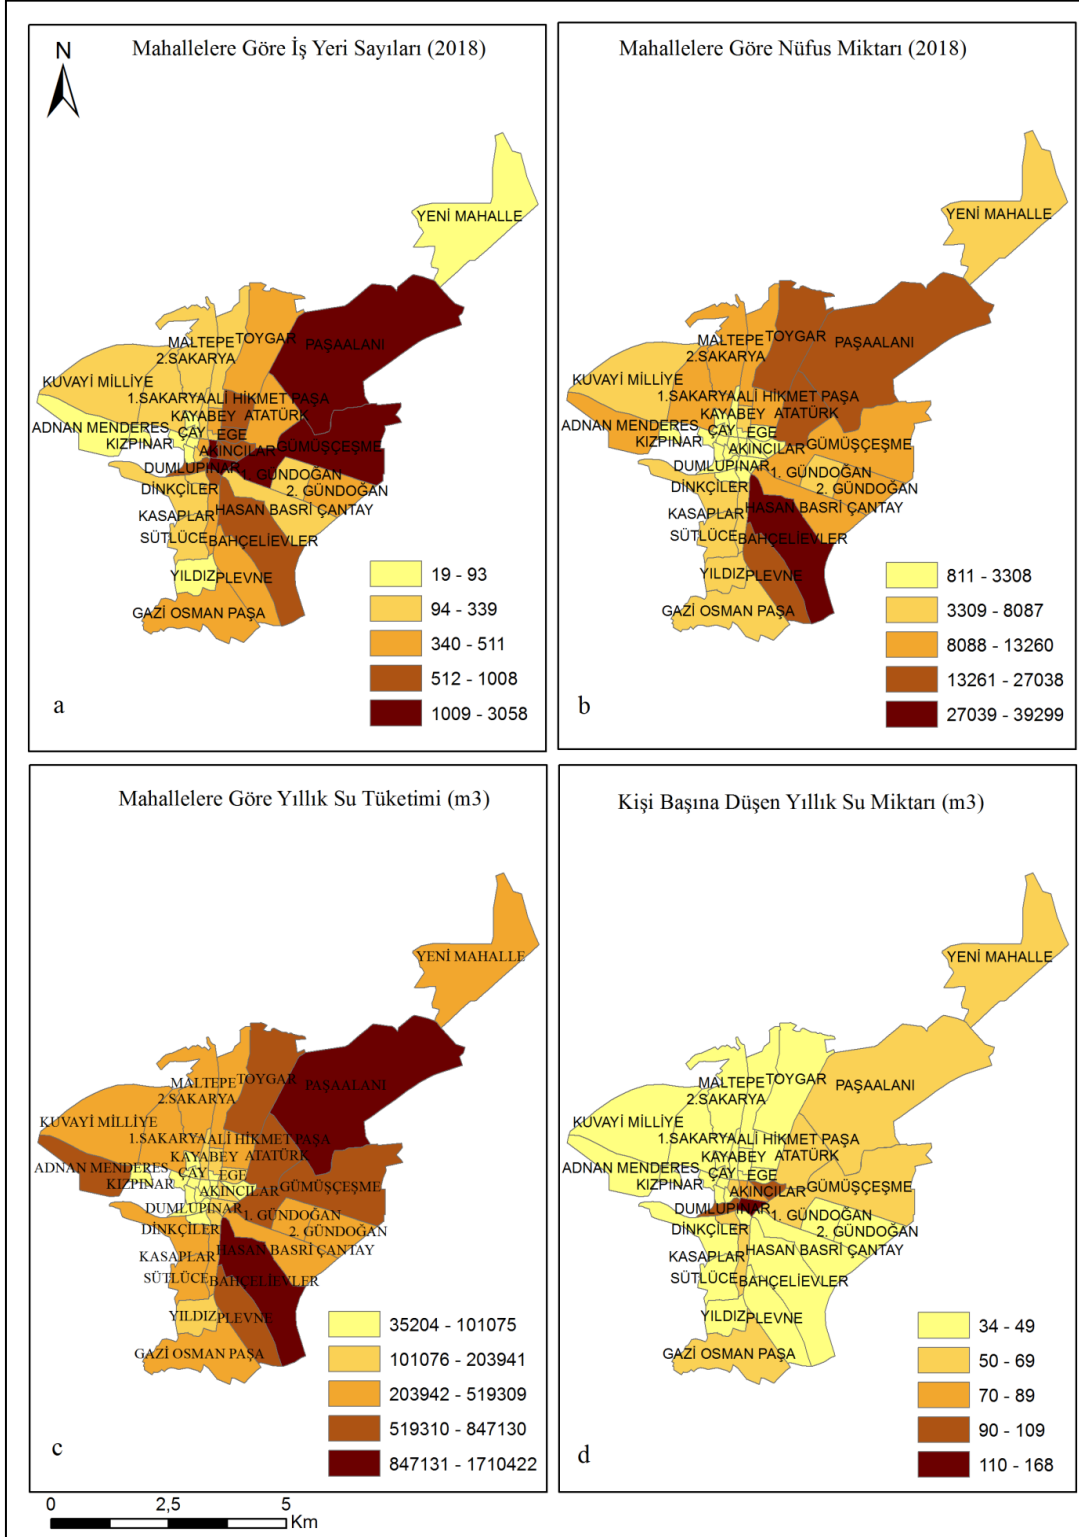 Mahallelere Göre İş Yeri Sayıları (2018)
N
YENİ MAHALLE
MALTEPE
TOYGAR
2.SAKARYA
PAŞAALANI
KUVAYİ MİLLİYE
1.SAKARYA
ALİ HİKMET PAŞA
KAYABEY
ATATÜRK
ADNAN MENDERES
ÇAY
EGE
KIZPINAR
AKINCILAR
GÜMÜŞÇEŞME
DUMLUPINAR
1. GÜNDOĞAN
DİNKÇİLER
2. GÜNDOĞAN
HASAN BASRİ ÇANTAY
KASAPLAR
SÜTLÜCE
BAHÇELİEVLER
YILDIZ
PLEVNE
GAZİ OSMAN PAŞA
19 - 93
94 - 339
340 - 511
512 - 1008
1009 - 3058
a
Mahallelere Göre Nüfus Miktarı (2018)
YENİ MAHALLE
MALTEPE
TOYGAR
2.SAKARYA
PAŞAALANI
KUVAYİ MİLLİYE
1.SAKARYA
ALİ HİKMET PAŞA
KAYABEY
ATATÜRK
ADNAN MENDERES
ÇAY
EGE
KIZPINAR
AKINCILAR
GÜMÜŞÇEŞME
DUMLUPINAR
1. GÜNDOĞAN
DİNKÇİLER
2. GÜNDOĞAN
HASAN BASRİ ÇANTAY
KASAPLAR
SÜTLÜCE
BAHÇELİEVLER
YILDIZ
PLEVNE
GAZİ OSMAN PAŞA
811 - 3308
3309 - 8087
8088 - 13260
13261 - 27038
27039 - 39299
b
Mahallelere Göre Yıllık Su Tüketimi (m3)
YENİ MAHALLE
MALTEPE
TOYGAR
2.SAKARYA
PAŞAALANI
KUVAYİ MİLLİYE
1.SAKARYA
ALİ HİKMET PAŞA
KAYABEY
ATATÜRK
ADNAN MENDERES
ÇAY
EGE
KIZPINAR
AKINCILAR
GÜMÜŞÇEŞME
DUMLUPINAR
1. GÜNDOĞAN
DİNKÇİLER
2. GÜNDOĞAN
HASAN BASRİ ÇANTAY
KASAPLAR
SÜTLÜCE
BAHÇELİEVLER
YILDIZ
PLEVNE
GAZİ OSMAN PAŞA
35204 - 101075
101076 - 203941
203942 - 519309
519310 - 847130
847131 - 1710422
c
Kişi Başına Düşen Yıllık Su Miktarı (m3)
YENİ MAHALLE
MALTEPE
TOYGAR
2.SAKARYA
PAŞAALANI
KUVAYİ MİLLİYE
1.SAKARYA
ALİ HİKMET PAŞA
KAYABEY
ATATÜRK
ADNAN MENDERES
ÇAY
EGE
KIZPINAR
AKINCILAR
GÜMÜŞÇEŞME
DUMLUPINAR
1. GÜNDOĞAN
DİNKÇİLER
2. GÜNDOĞAN
HASAN BASRİ ÇANTAY
KASAPLAR
SÜTLÜCE
BAHÇELİEVLER
YILDIZ
PLEVNE
GAZİ OSMAN PAŞA
34 - 49
50 - 69
70 - 89
90 - 109
110 - 168
d
0 2,5 5
Km